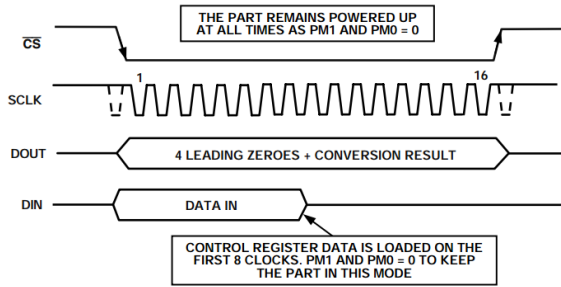 THE PART REMAINS POWERED UP
AT ALL TIMES AS PM1 AND PM0 = 0
CS
1
16
SCLK
DOUT
4 LEADING ZEROES + CONVERSION RESULT
DIN
DATA IN
CONTROL REGISTER DATA IS LOADED ON THE
FIRST 8 CLOCKS. PM1 AND PM0 = 0 TO KEEP
THE PART IN THIS MODE